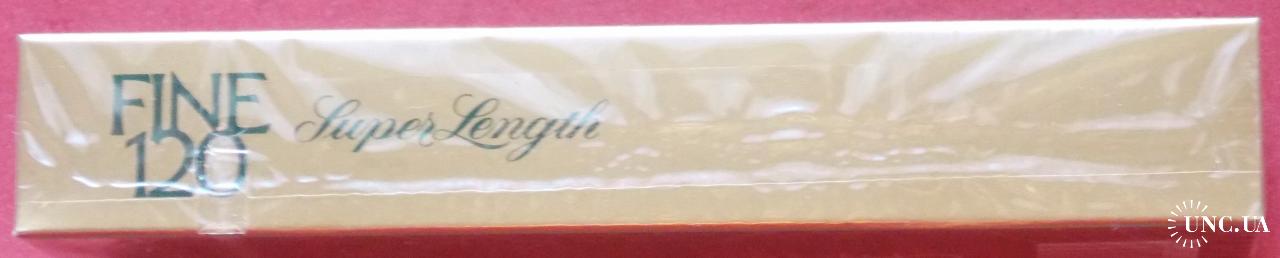 FINE
120
Super Length
UNC.UA